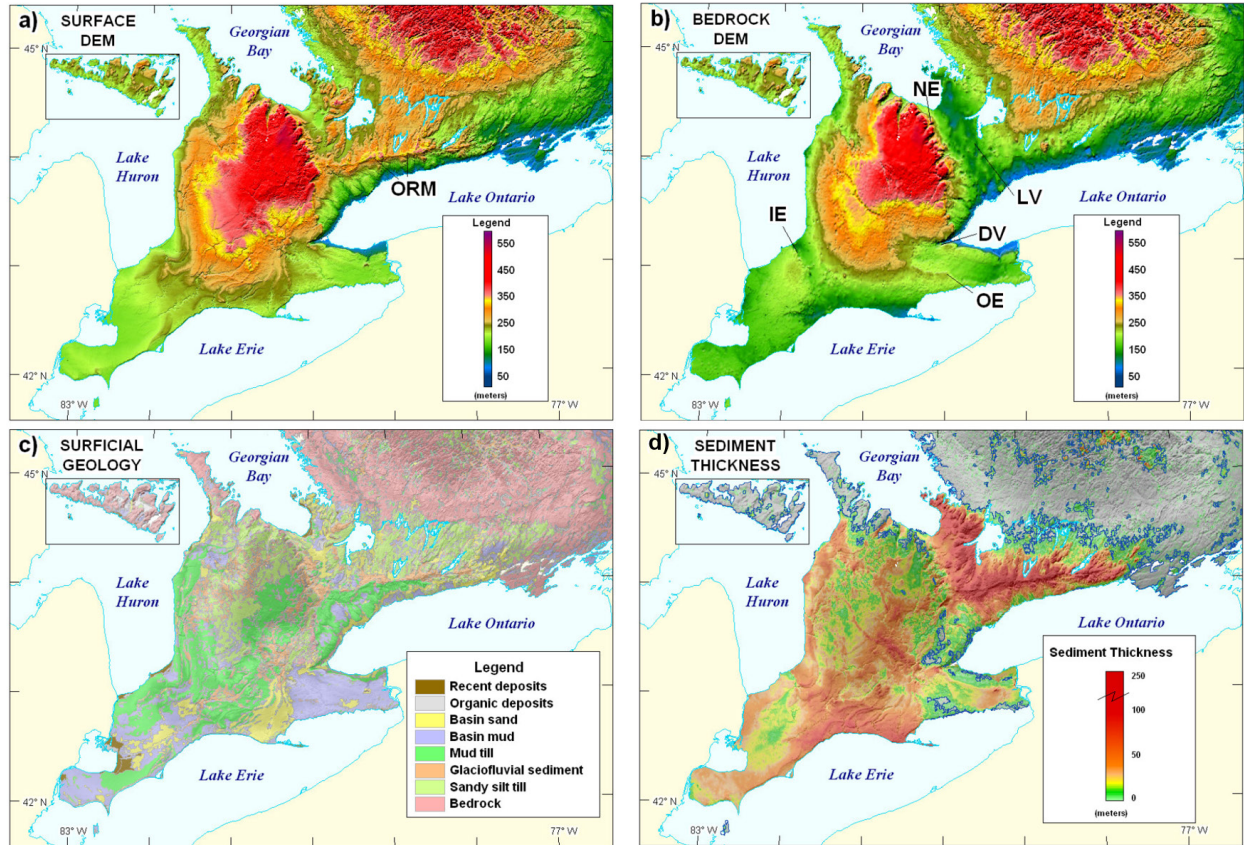 a)
SURFACE
DEM
45 N
Georgian
Bay
Lake
Huron
ORM
Lake Ontario
Lake Erie
Legend
550
450
350
250
150
50
(meters)
42° N
83° W
77° W
b)
BEDROCK
DEM
45 N
Georgian
Bay
NE
Lake
Huron
IE
LV
DV
OE
Lake Ontario
Lake Erie
Legend
550
450
350
250
150
50
(meters)
42° N
83° W
77° W
c)
SURFICIAL
GEOLOGY
45 N
Georgian
Bay
Lake
Huron
Lake Ontario
Lake Erie
Legend
Recent deposits
Organic deposits
Basin sand
Basin mud
Mud till
Glaciofluvial sediment
Sandy silt till
Bedrock
42° N
83° W
77° W
d)
SEDIMENT
THICKNESS
45 N
Georgian
Bay
Lake
Huron
Lake Ontario
Lake Erie
Sediment Thickness
250
100
50
0
(meters)
42° N
83° W
77° W